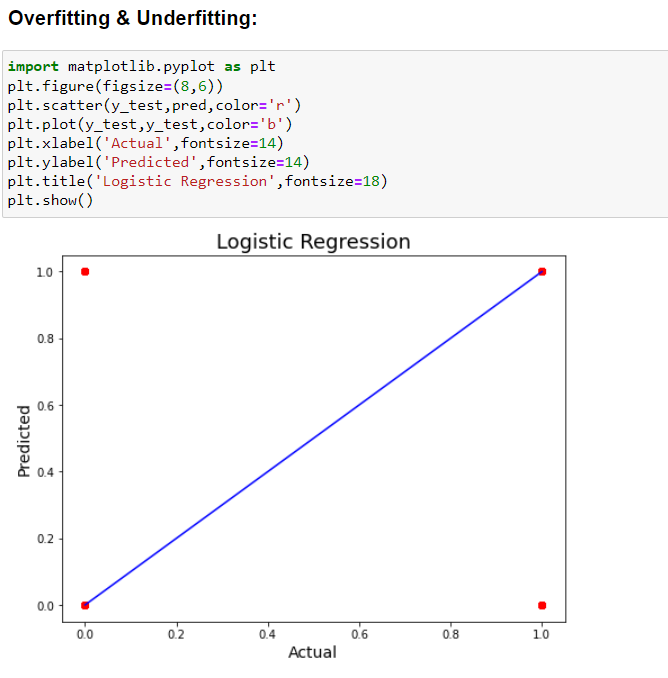 Overfitting & Underfitting:
import matplotlib.pyplot as plt
plt.figure(figsize=(8,6))
plt.scatter(y_test,pred,color='r')
plt.plot(y_test,y_test,color='b')
plt.xlabel('Actual',fontsize=14)
plt.ylabel('Predicted',fontsize=14)
plt.title('Logistic Regression',fontsize=18)
plt.show()
Logistic Regression
1.0
0.8
0.6
0.4
0.2
0.0
Predicted
0.0 0.2 0.4 0.6 0.8 1.0
Actual